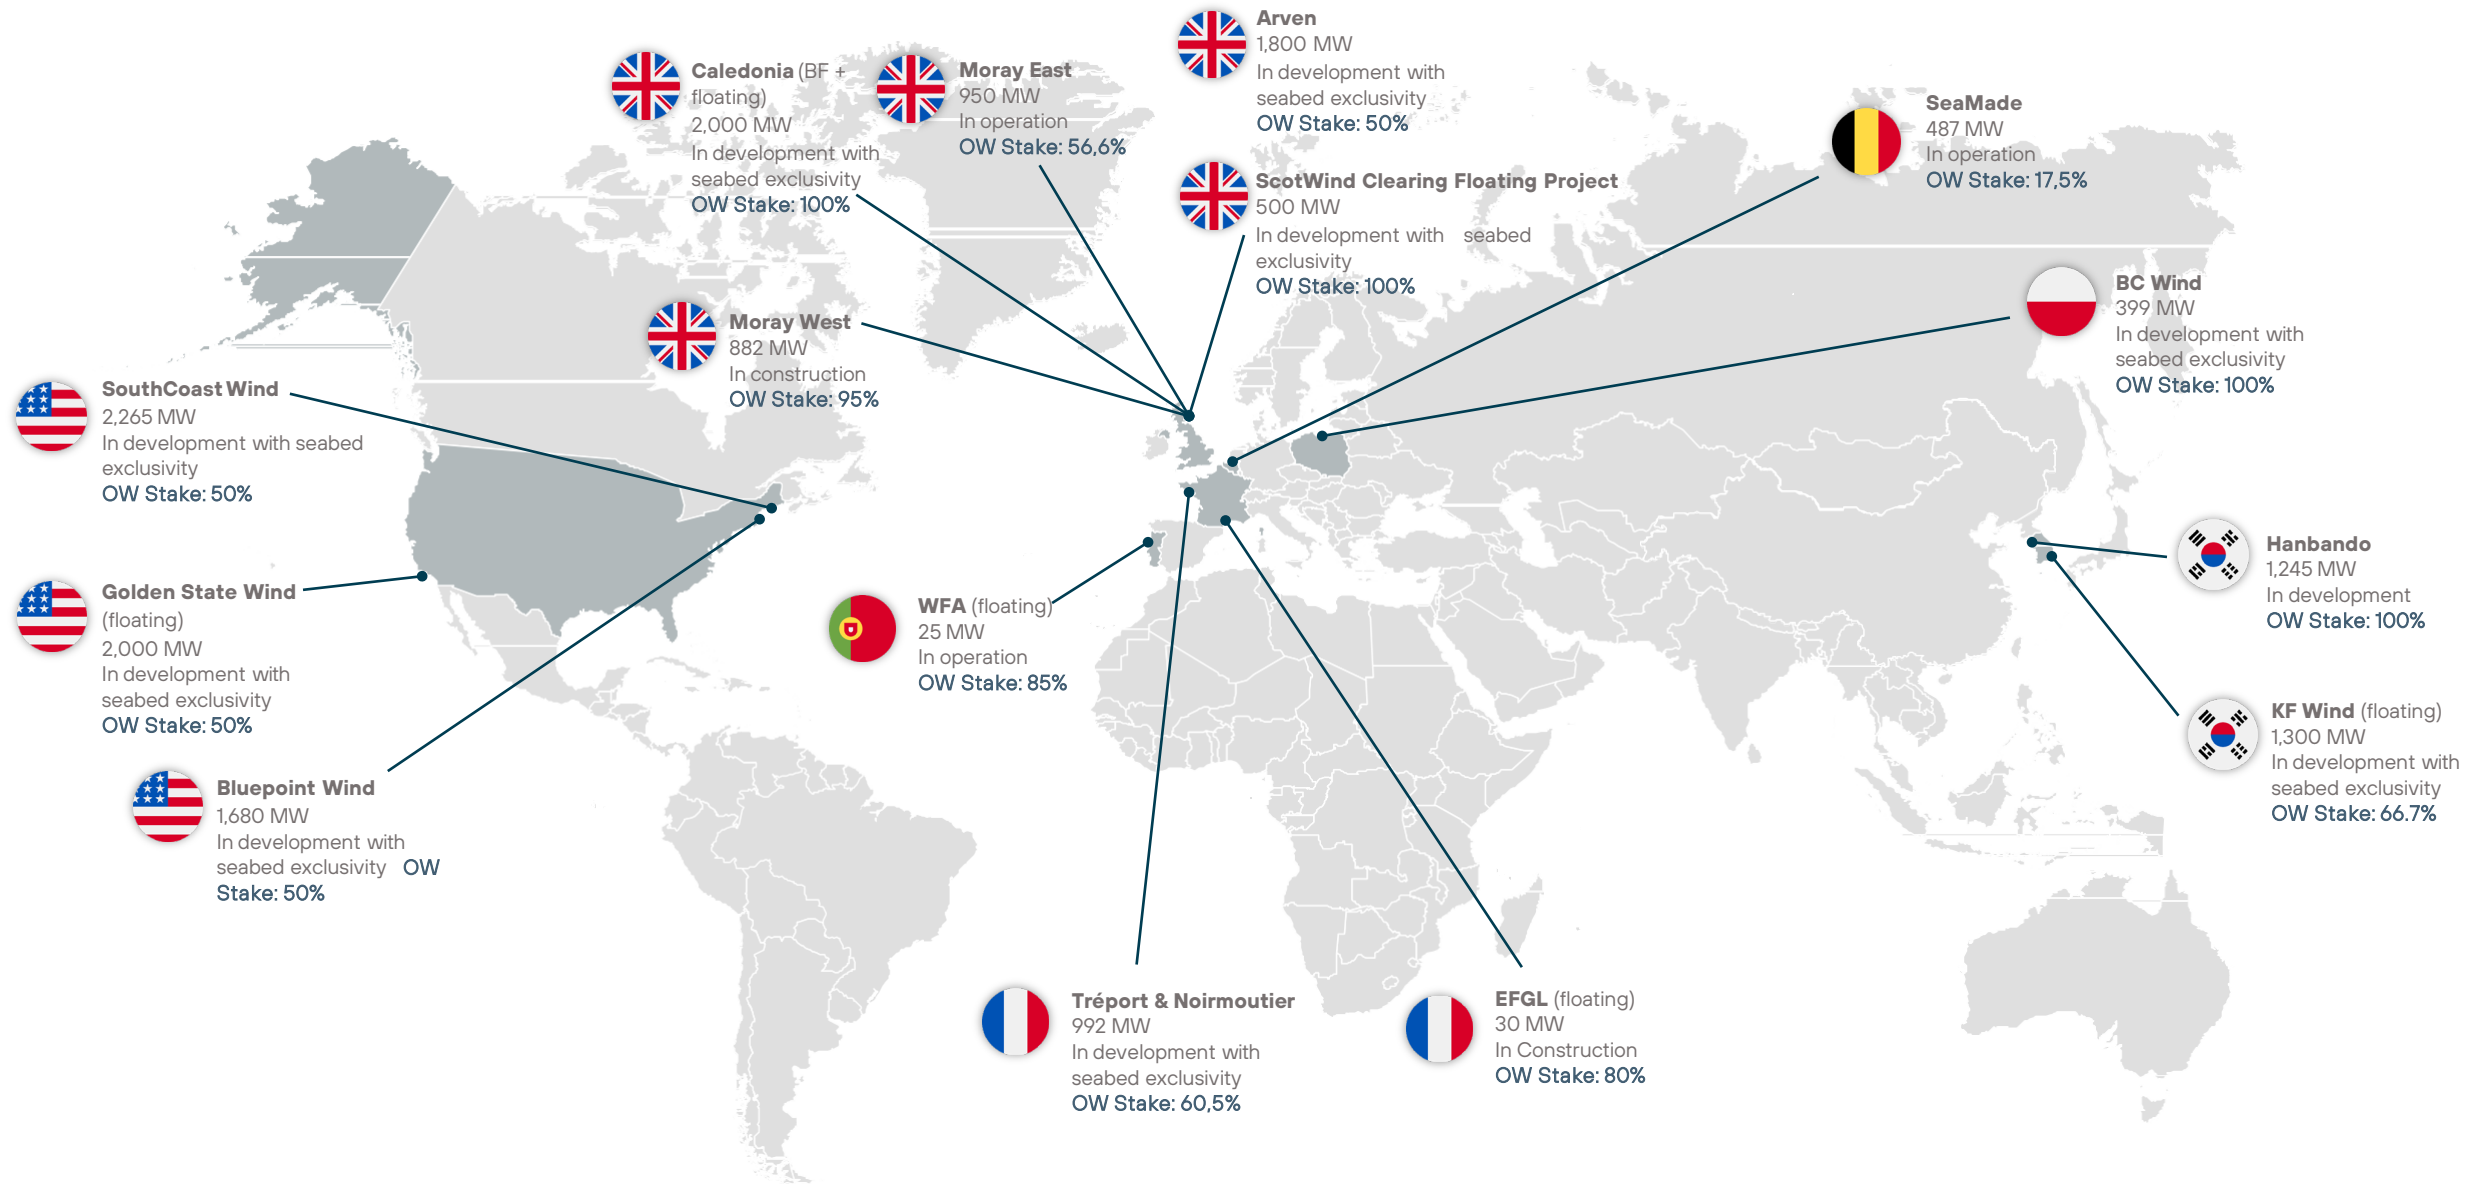 Arven
1,800 MW
In development with
seabed exclusivity
OW Stake: 50%
Caledonia (BF +
floating)
2,000 MW
In development with
seabed exclusivity
OW Stake: 100%
Moray East
950 MW
In operation
OW Stake: 56,6%
SeaMade
487 MW
In operation
OW Stake: 17,5%
ScotWind Clearing Floating Project
500 MW
In development with seabed
exclusivity
OW Stake: 100%
BC Wind
399 MW
In development with
seabed exclusivity
OW Stake: 100%
Moray West
882 MW
In construction
OW Stake: 95%
SouthCoast Wind
2,265 MW
In development with seabed
exclusivity
OW Stake: 50%
Hanbando
1,245 MW
In development
OW Stake: 100%
Golden State Wind
(floating)
2,000 MW
In development with
seabed exclusivity
OW Stake: 50%
WFA (floating)
25 MW
In operation
OW Stake: 85%
KF Wind (floating)
1,300 MW
In development with
seabed exclusivity
OW Stake: 66.7%
Bluepoint Wind
1,680 MW
In development with
seabed exclusivity OW
Stake: 50%
Tréport & Noirmoutier
992 MW
In development with
seabed exclusivity
OW Stake: 60,5%
EFGL (floating)
30 MW
In Construction
OW Stake: 80%